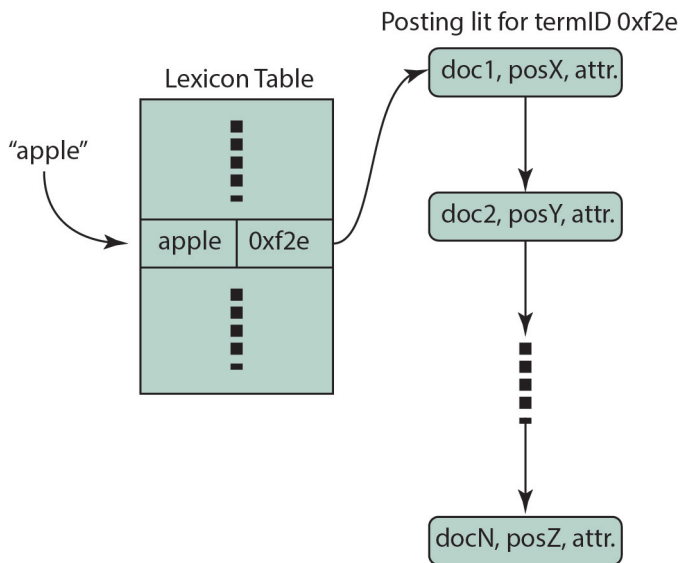 Posting lit for termID 0xf2e
doc1, posX, attr.
Lexicon Table
“apple”
doc2, posY, attr.
apple 0xf2e
docN, posZ, attr.